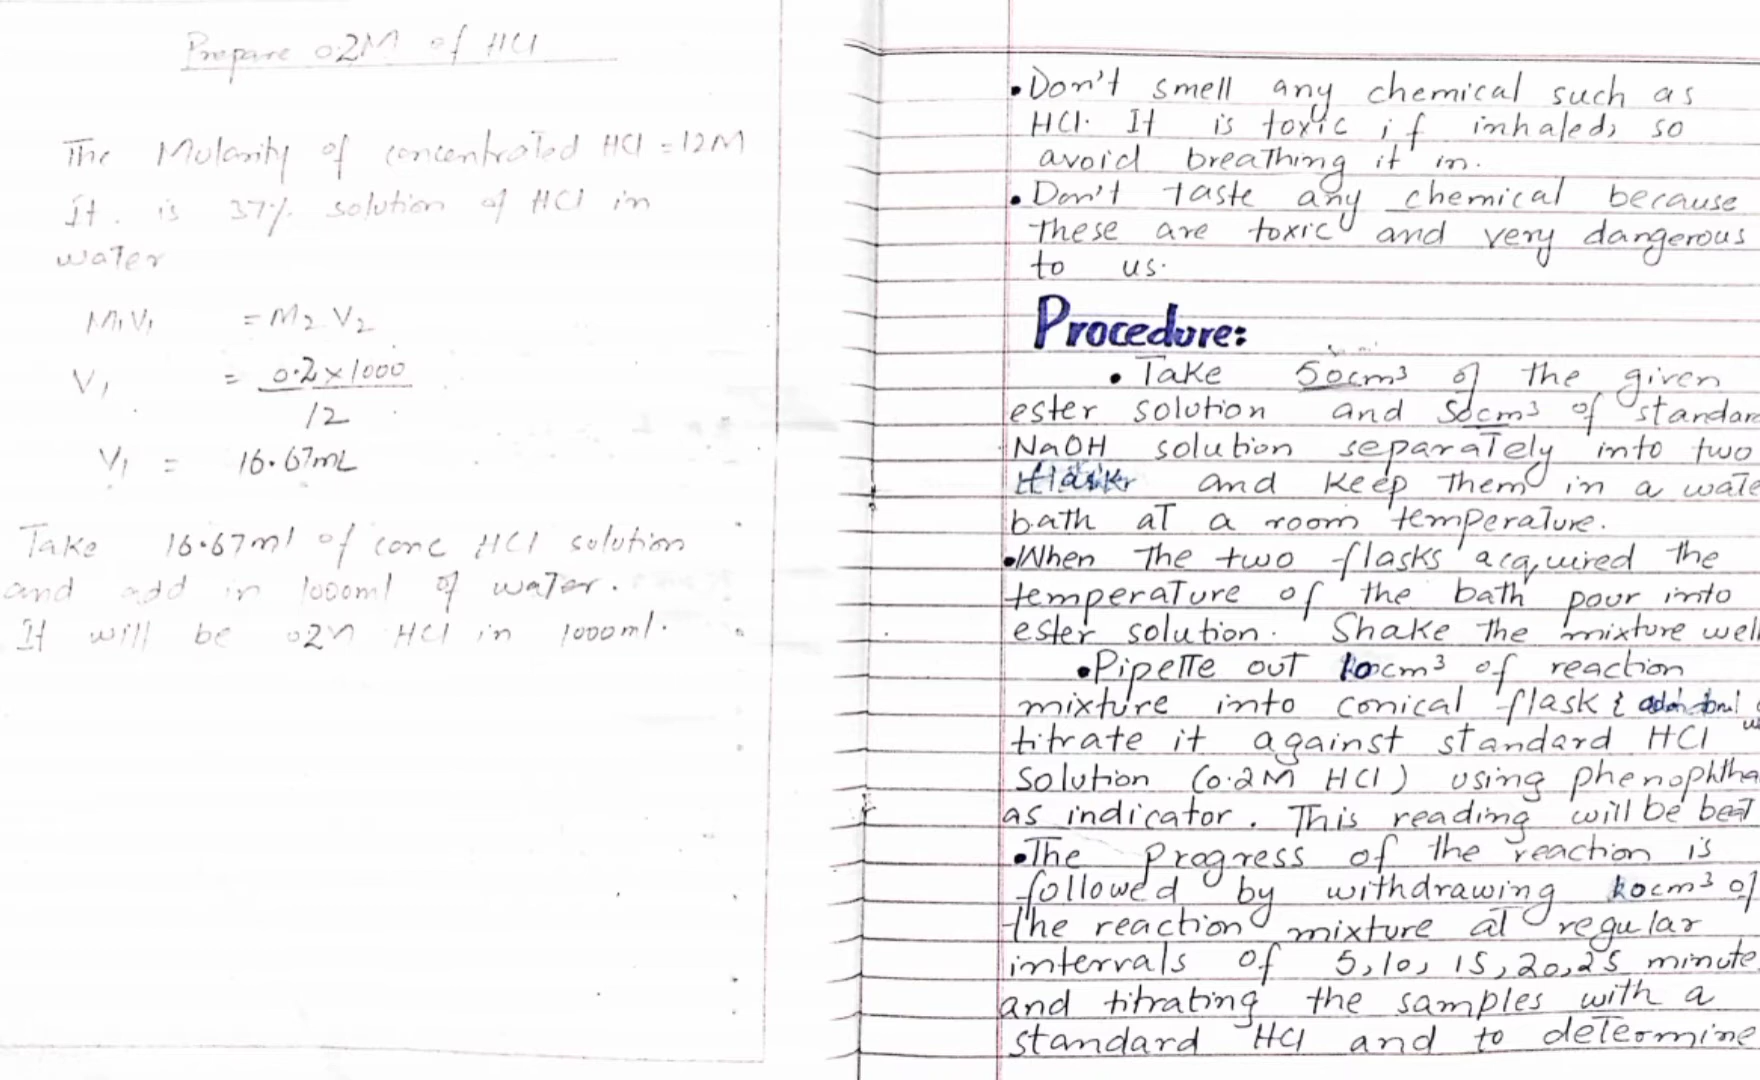 Prepare 0.2M of HCl
The Molarity of concentrated HCl = 12M
It. is 37% solution of HCl in
water
M1V1 = M2 V2
V1 = 0.2 x 1000
12
V1 = 16.67mL
Take 16.67ml of conc HCl solution
and add in 1000ml of water.
It will be 02M HCl in 1000ml.
• Don't smell any chemical such as
HCl. It is toxic if inhaled, so
avoid breathing it in.
• Don't taste any chemical because
these are toxic and very dangerous
to us.
Procedure:
• Take 50cm³ of the given
ester solution and 50cm³ of standar
NaOH solution separately into two
and keep them in a wate
bath at a room temperature.
• When the two flasks acquired the
temperature of the bath pour into
ester solution. Shake the mixture well
• Pipette out 10cm³ of reaction
mixture into conical flask &
titrate it against standard HCl
solution (0.2M HCl) using phenophtha
as indicator. This reading will be
• The progress of the reaction is
followed by withdrawing 10cm³ of
the reaction mixture at regular
intervals of 5, 10, 15, 20, 25 minute
and titrating the samples with a
standard HCl and to determine